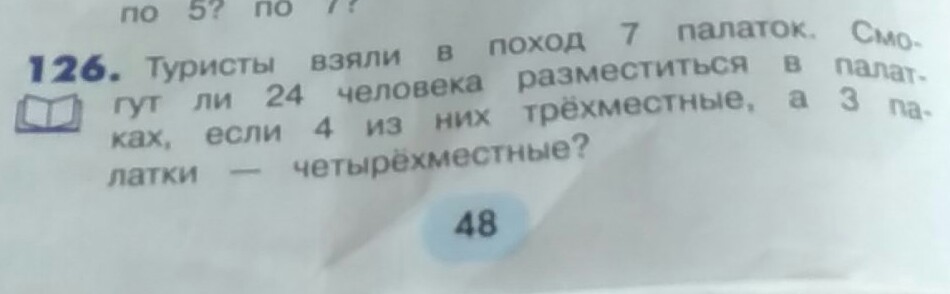 по 5? по 7?
126. Туристы взяли в поход 7 палаток. Смо-
гут ли 24 человека разместиться в палат-
ках, если 4 из них трёхместные, а 3 па-
латки — четырёхместные?
48